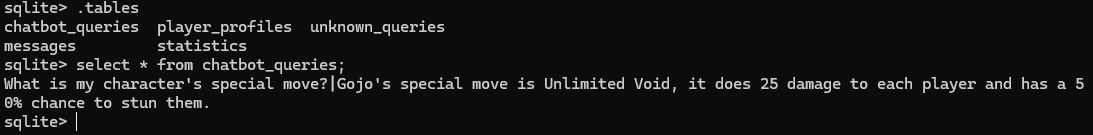 sqlite> .tables
chatbot_queries  player_profiles  unknown_queries
messages         statistics
sqlite> select * from chatbot_queries;
What is my character's special move?|Gojo's special move is Unlimited Void, it does 25 damage to each player and has a 5
0% chance to stun them.
sqlite>